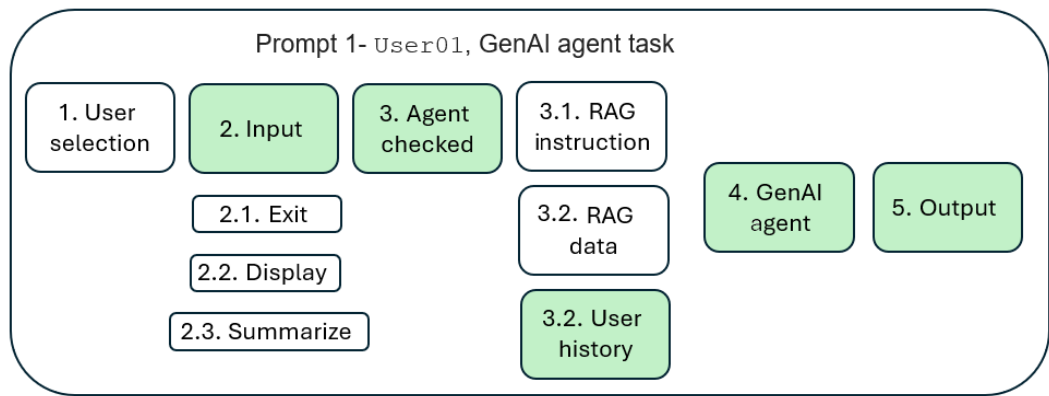 Prompt 1- User01, GenAI agent task
1. User
selection
2. Input
3. Agent
checked
3.1. RAG
instruction
2.1. Exit
2.2. Display
2.3. Summarize
3.2. RAG
data
3.2. User
history
4. GenAI
agent
5. Output